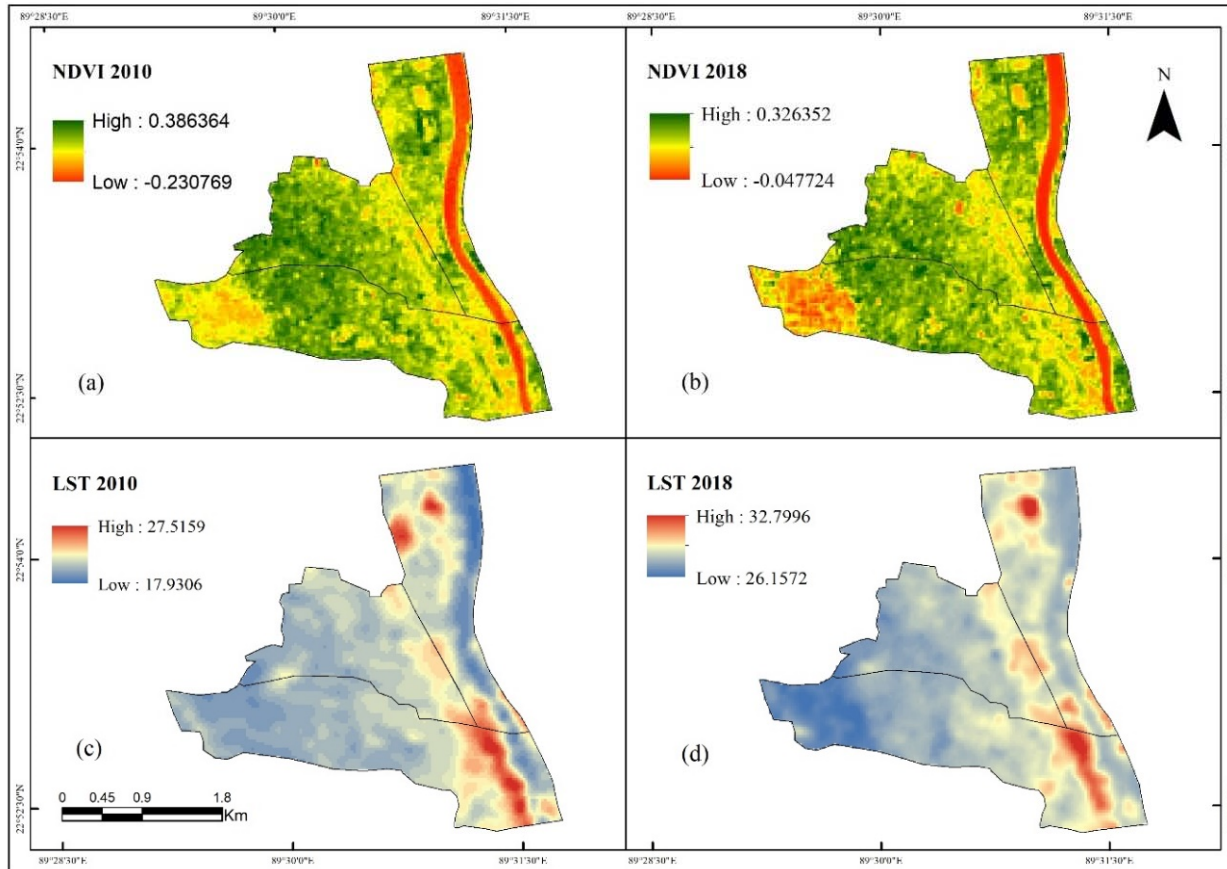 89°28'30"E 89°30'0"E 89°31'30"E 89°28'30"E 89°30'0"E 89°31'30"E
NDVI 2010
High : 0.386364
Low : -0.230769
22°54'0"N
22°52'30"N
(a)
NDVI 2018
High : 0.326352
Low : -0.047724
N
(b)
LST 2010
High : 27.5159
Low : 17.9306
22°54'0"N
22°52'30"N
(c)
0 0.45 0.9 1.8
Km
LST 2018
High : 32.7996
Low : 26.1572
(d)
89°28'30"E 89°30'0"E 89°31'30"E 89°28'30"E 89°30'0"E 89°31'30"E